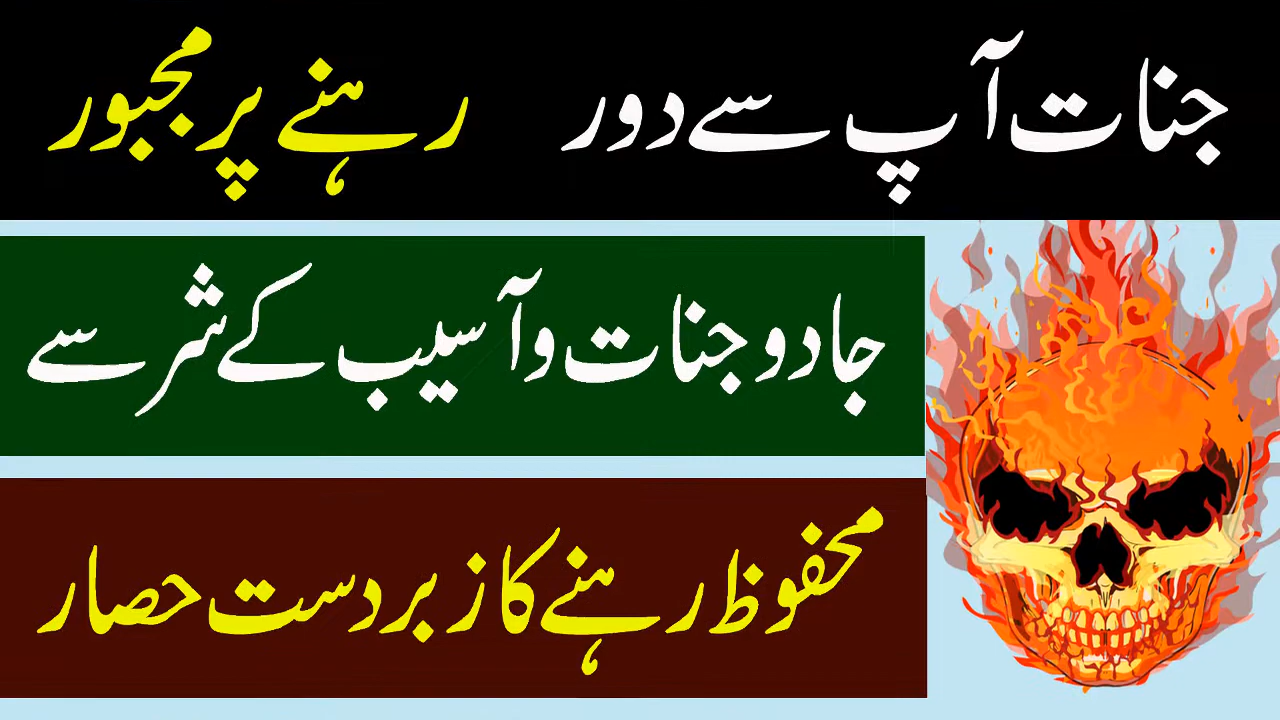 جنات آپ سے دور رہنے پر مجبور
جادو جنات و آسیب کے شر سے
محفوظ رہنے کا زبردست حصار